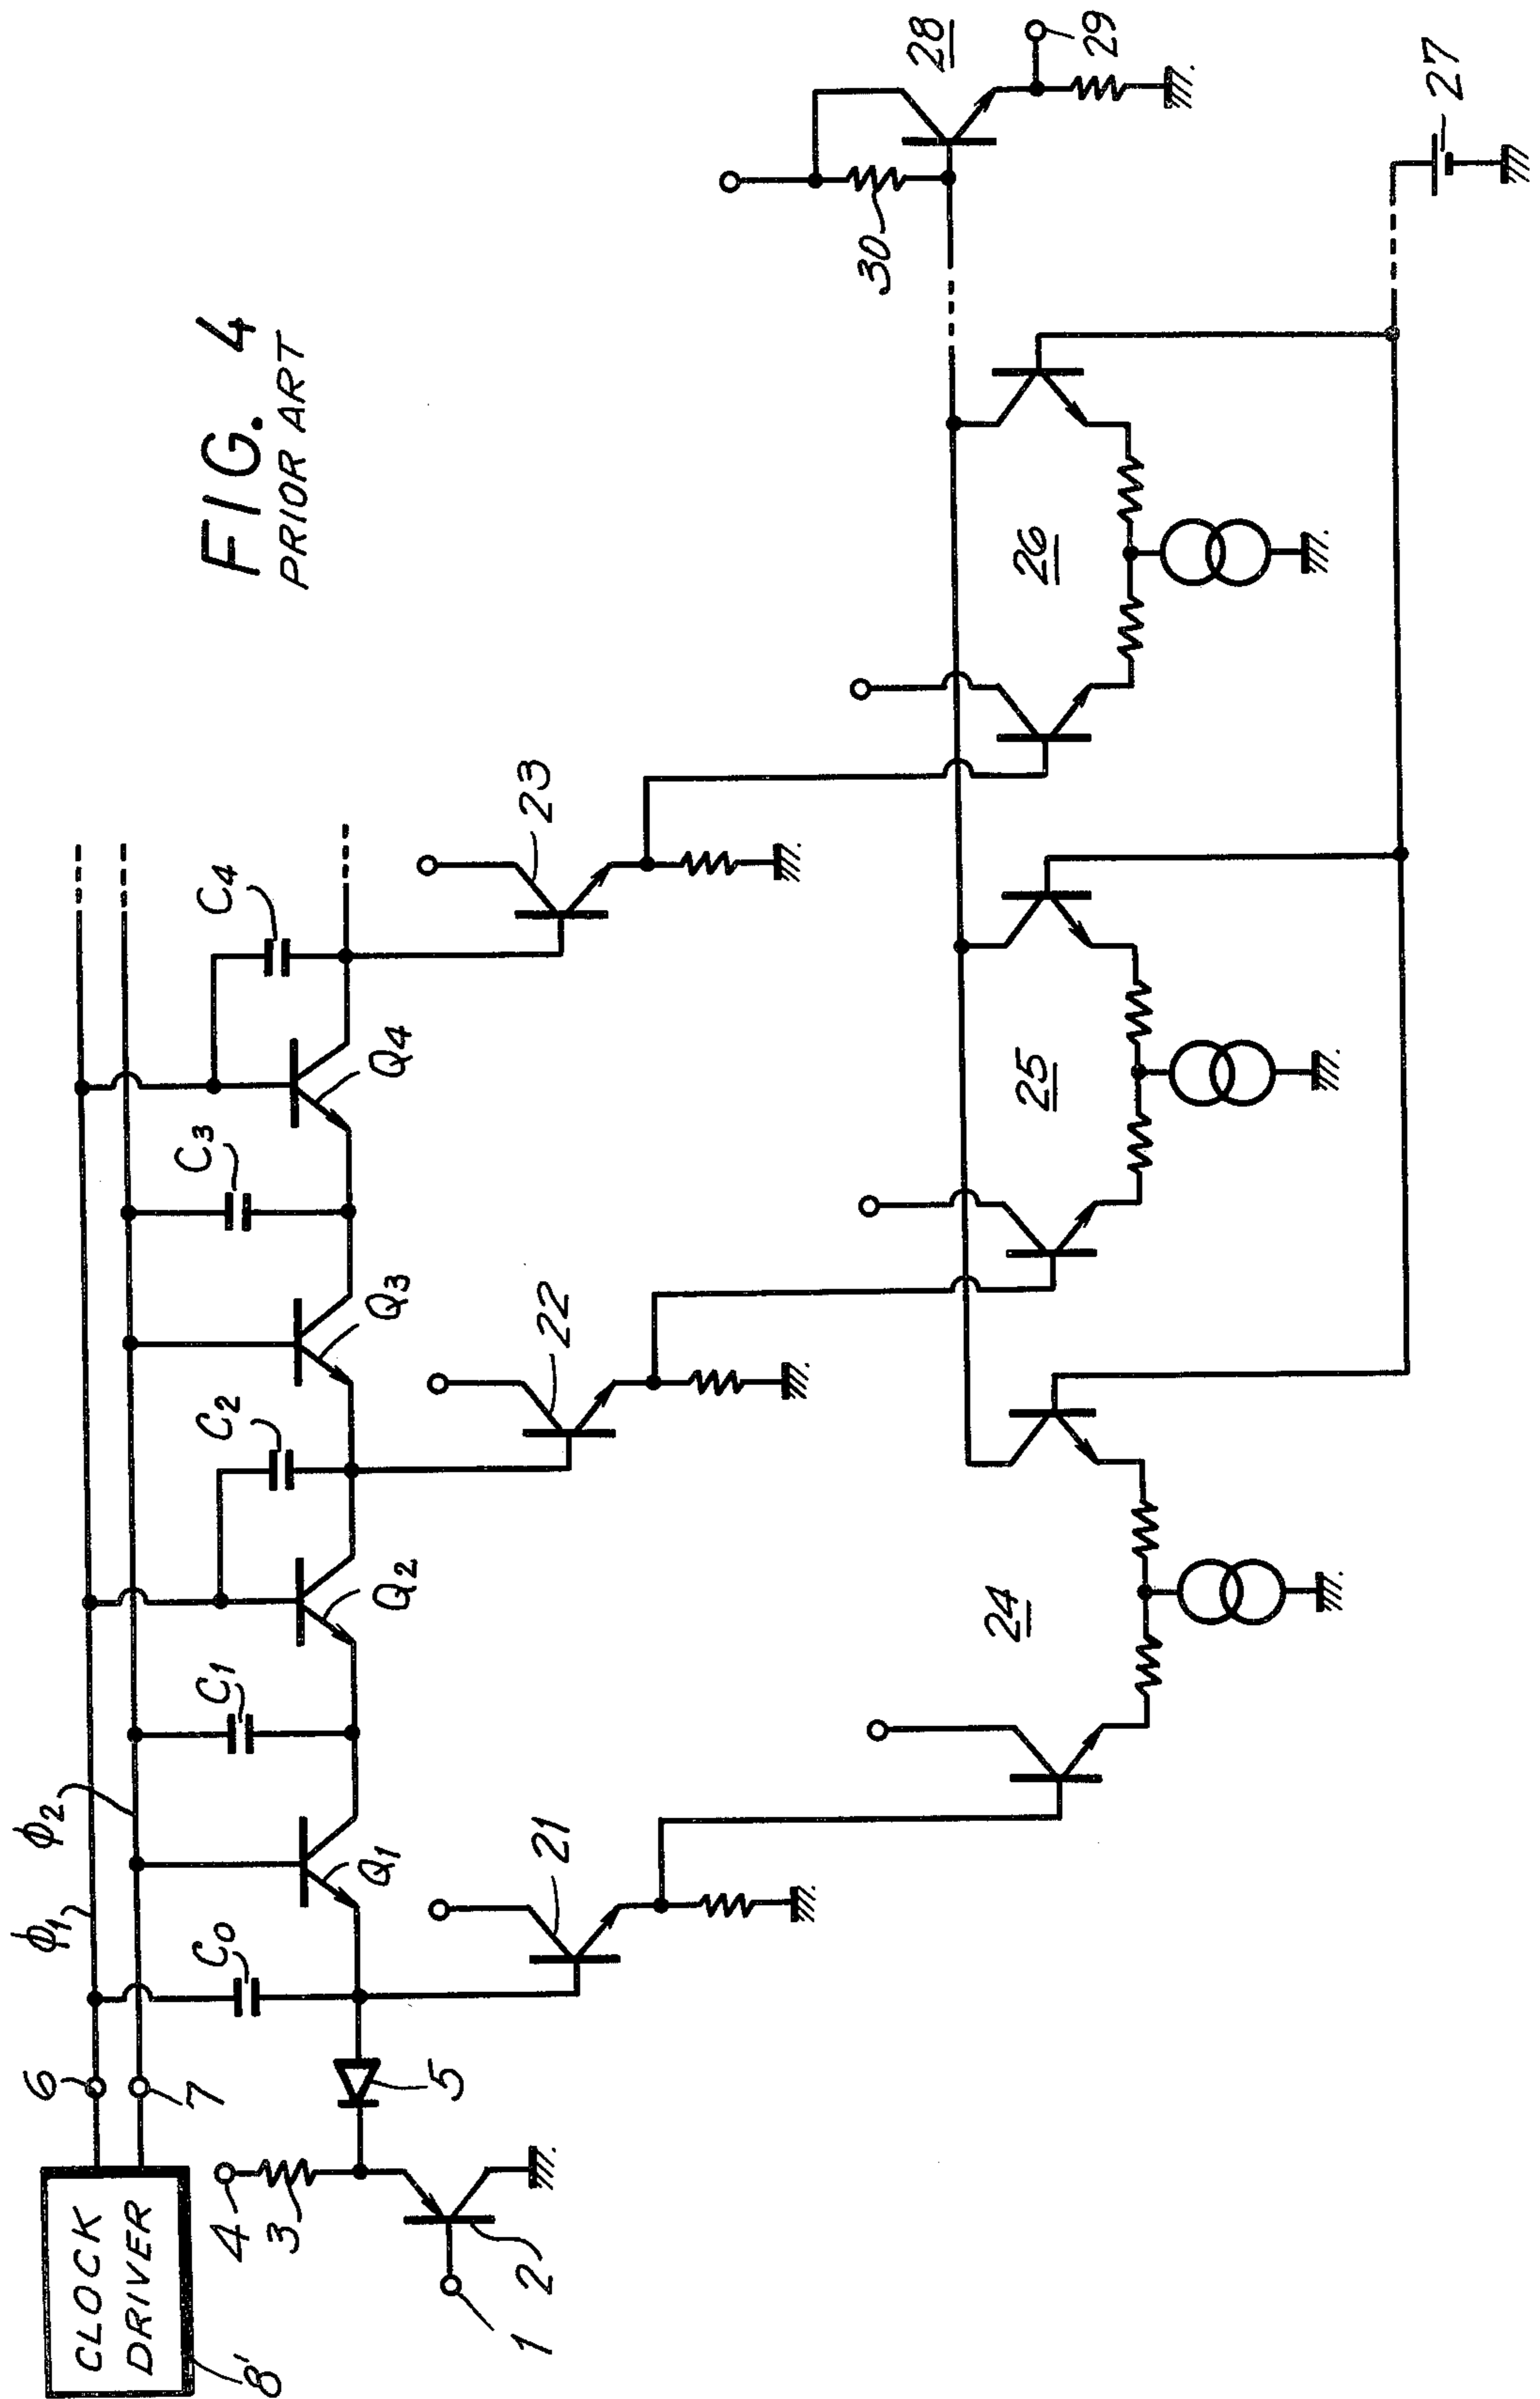 FIG. 4
PRIOR ART
CLOCK
DRIVER
8'
6
7
φ1
φ2
C0
C1
C2
C3
C4
4
3
5
2
1
Q1
Q2
Q3
Q4
21
22
23
24
25
26
30
28
29
27